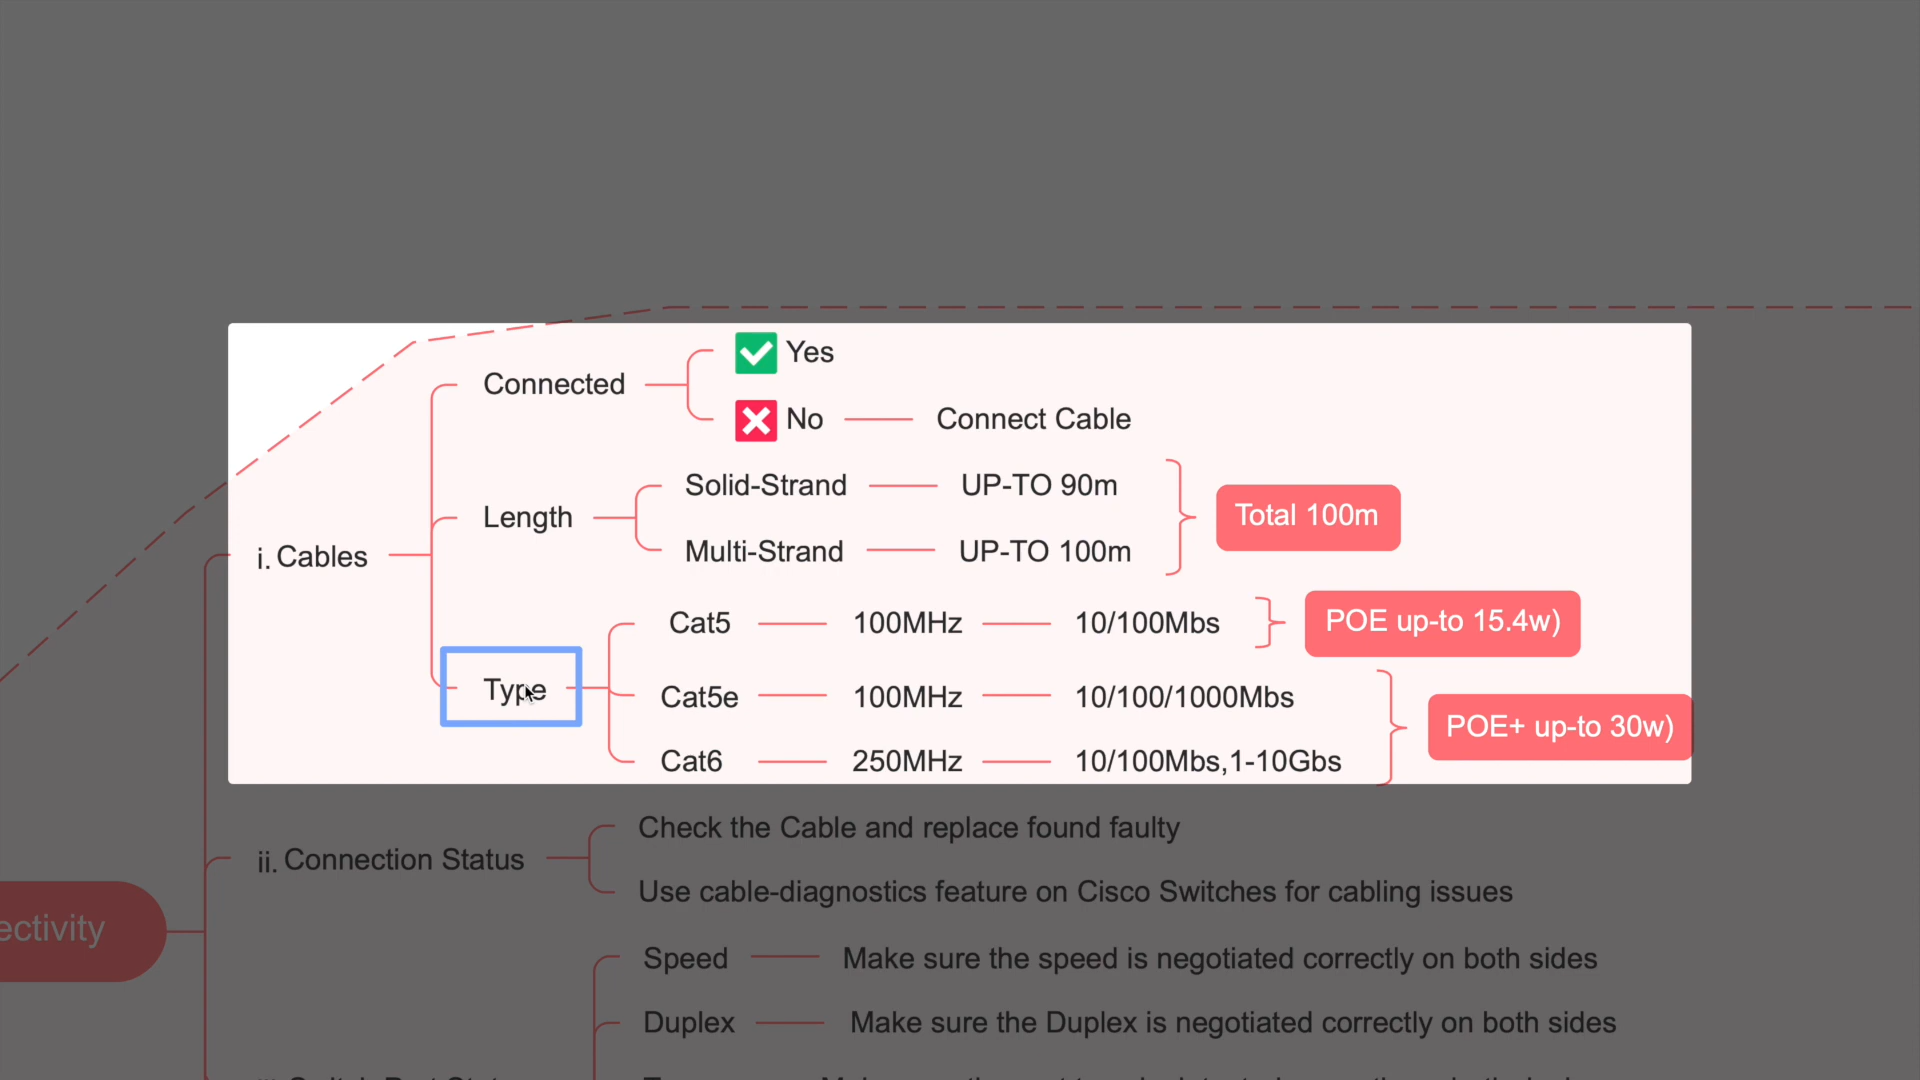 Yes
Connected
No Connect Cable
Solid-Strand UP-TO 90m
Length
Total 100m
Multi-Strand UP-TO 100m
i. Cables
Cat5 100MHz 10/100Mbs
POE up-to 15.4w)
Type
Cat5e 100MHz 10/100/1000Mbs
POE+ up-to 30w)
Cat6 250MHz 10/100Mbs,1-10Gbs
Check the Cable and replace found faulty
ii. Connection Status
Use cable-diagnostics feature on Cisco Switches for cabling issues
ectivity
Speed Make sure the speed is negotiated correctly on both sides
Duplex Make sure the Duplex is negotiated correctly on both sides